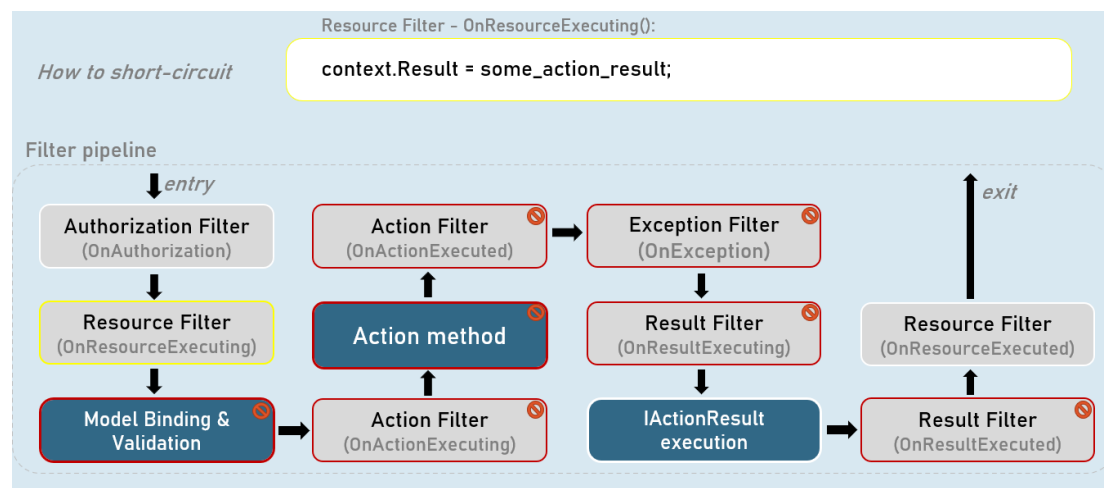 Resource Filter - OnResourceExecuting():
How to short-circuit
context.Result = some_action_result;
Filter pipeline
entry
exit
Authorization Filter
(OnAuthorization)
Resource Filter
(OnResourceExecuting)
Model Binding &
Validation
Action Filter
(OnActionExecuting)
Action method
Action Filter
(OnActionExecuted)
Exception Filter
(OnException)
Result Filter
(OnResultExecuting)
IActionResult
execution
Result Filter
(OnResultExecuted)
Resource Filter
(OnResourceExecuted)